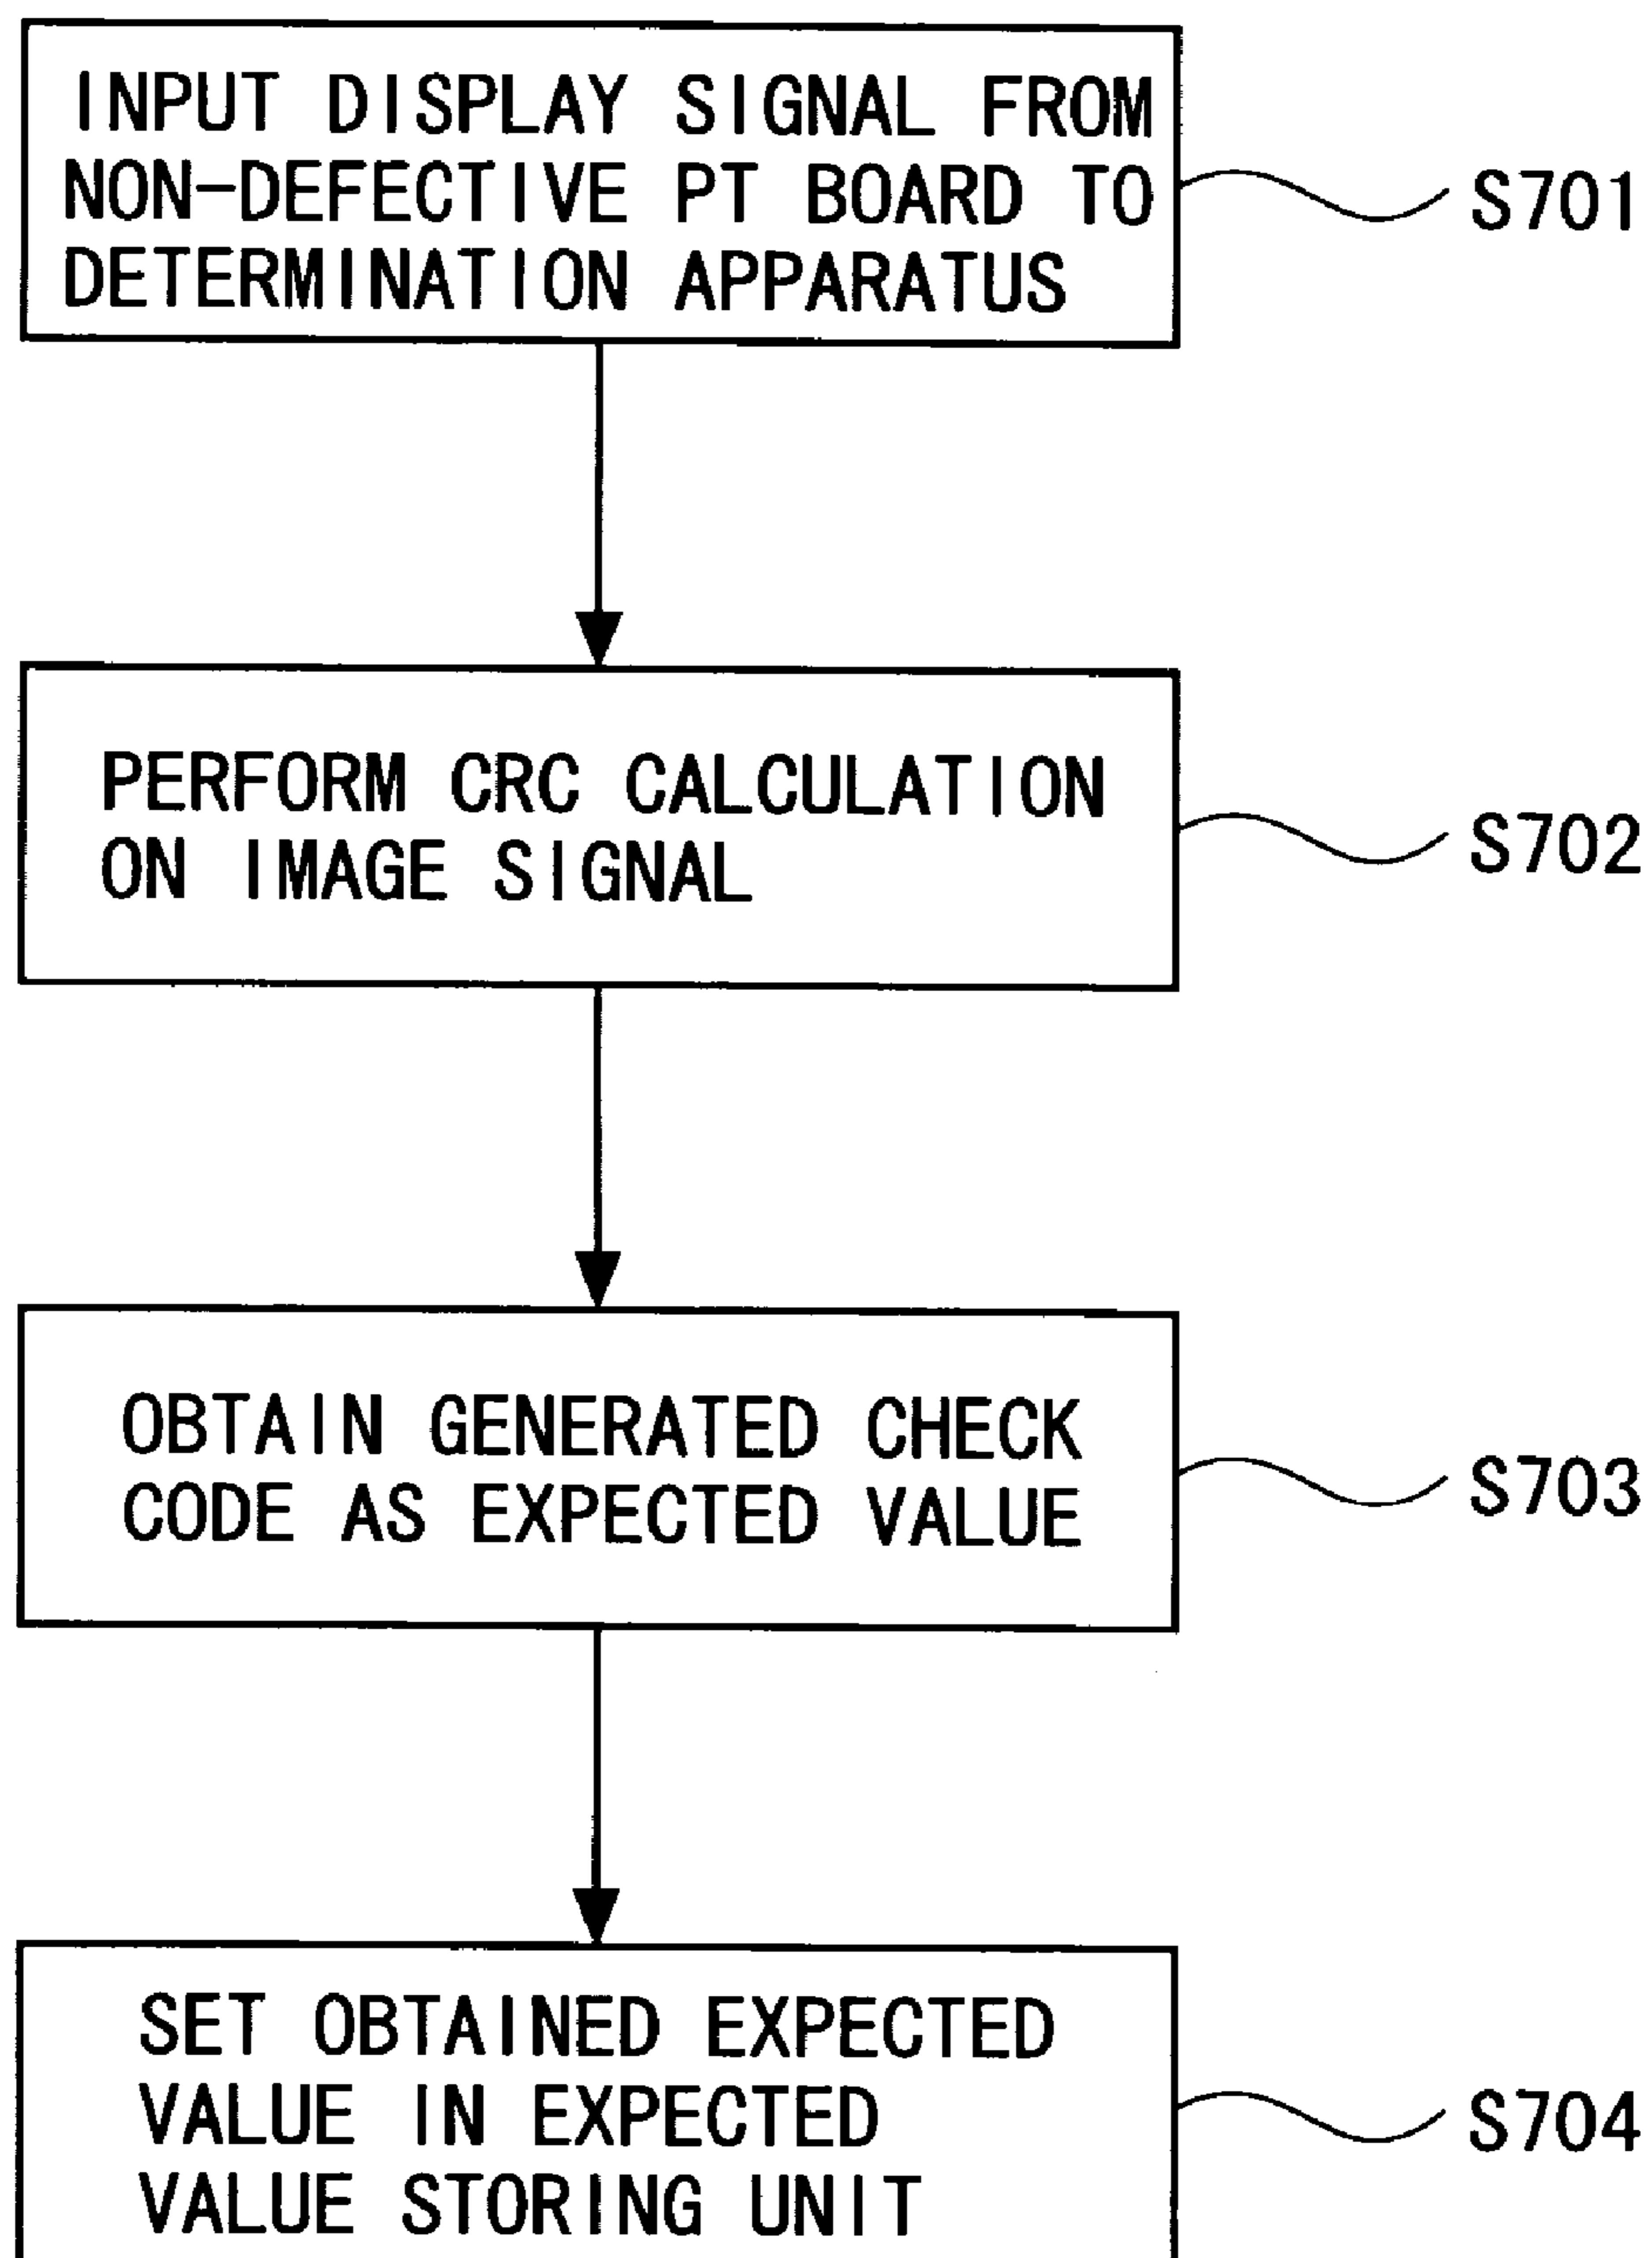 INPUT DISPLAY SIGNAL FROM
NON-DEFECTIVE PT BOARD TO
DETERMINATION APPARATUS
S701
PERFORM CRC CALCULATION
ON IMAGE SIGNAL
S702
OBTAIN GENERATED CHECK
CODE AS EXPECTED VALUE
S703
SET OBTAINED EXPECTED
VALUE IN EXPECTED
VALUE STORING UNIT
S704